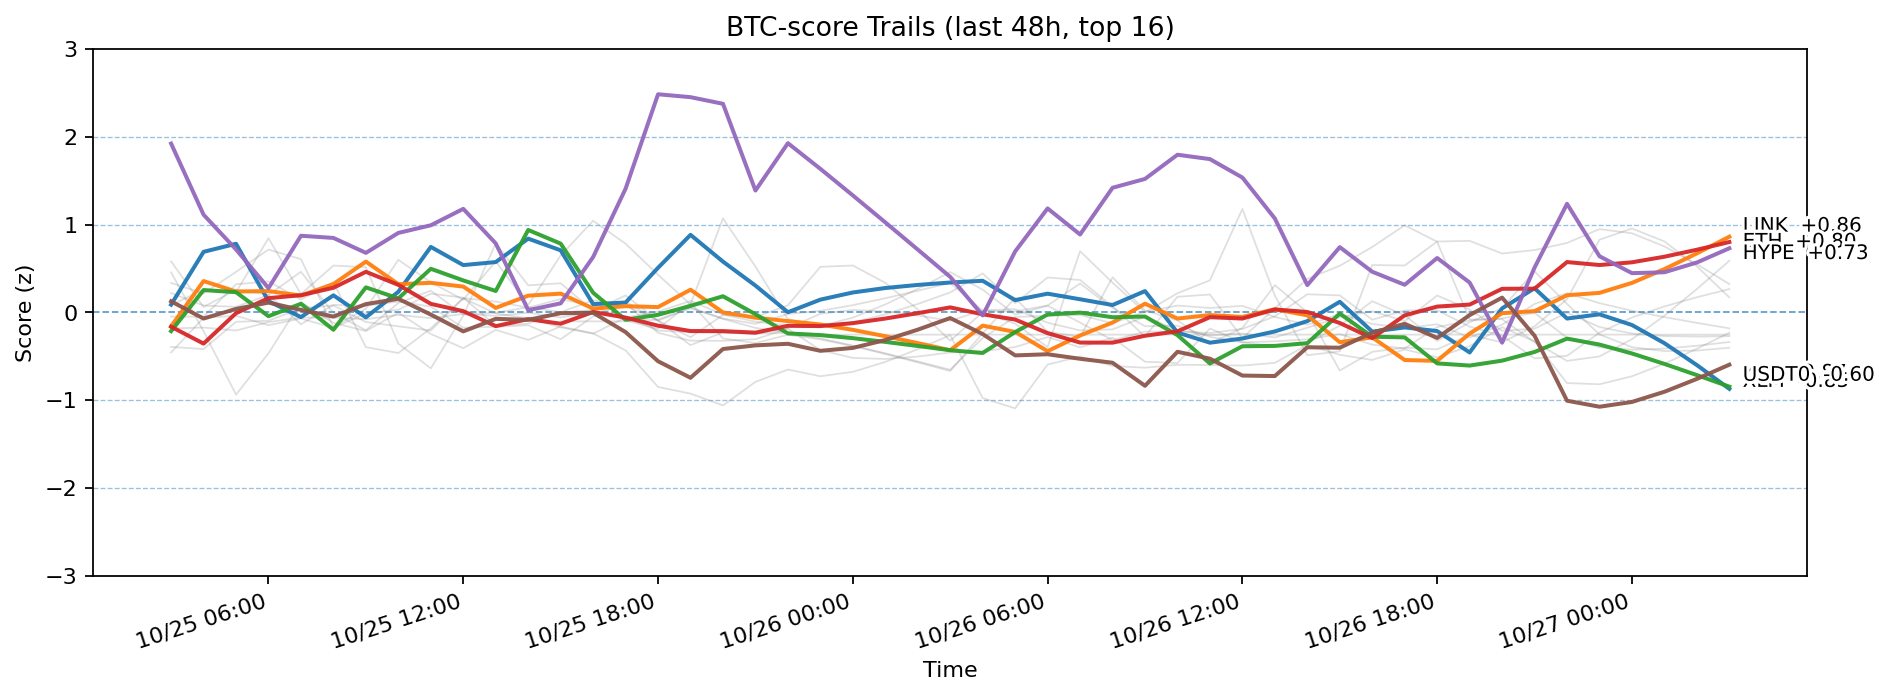 BTC-score Trails (last 48h, top 16)
Score (z)
3
2
1
0
−1
−2
−3
LINK +0.86
ETH +0.80
HYPE +0.73
USDT0 -0.60
10/25 06:00
10/25 12:00
10/25 18:00
10/26 00:00
10/26 06:00
10/26 12:00
10/26 18:00
10/27 00:00
Time